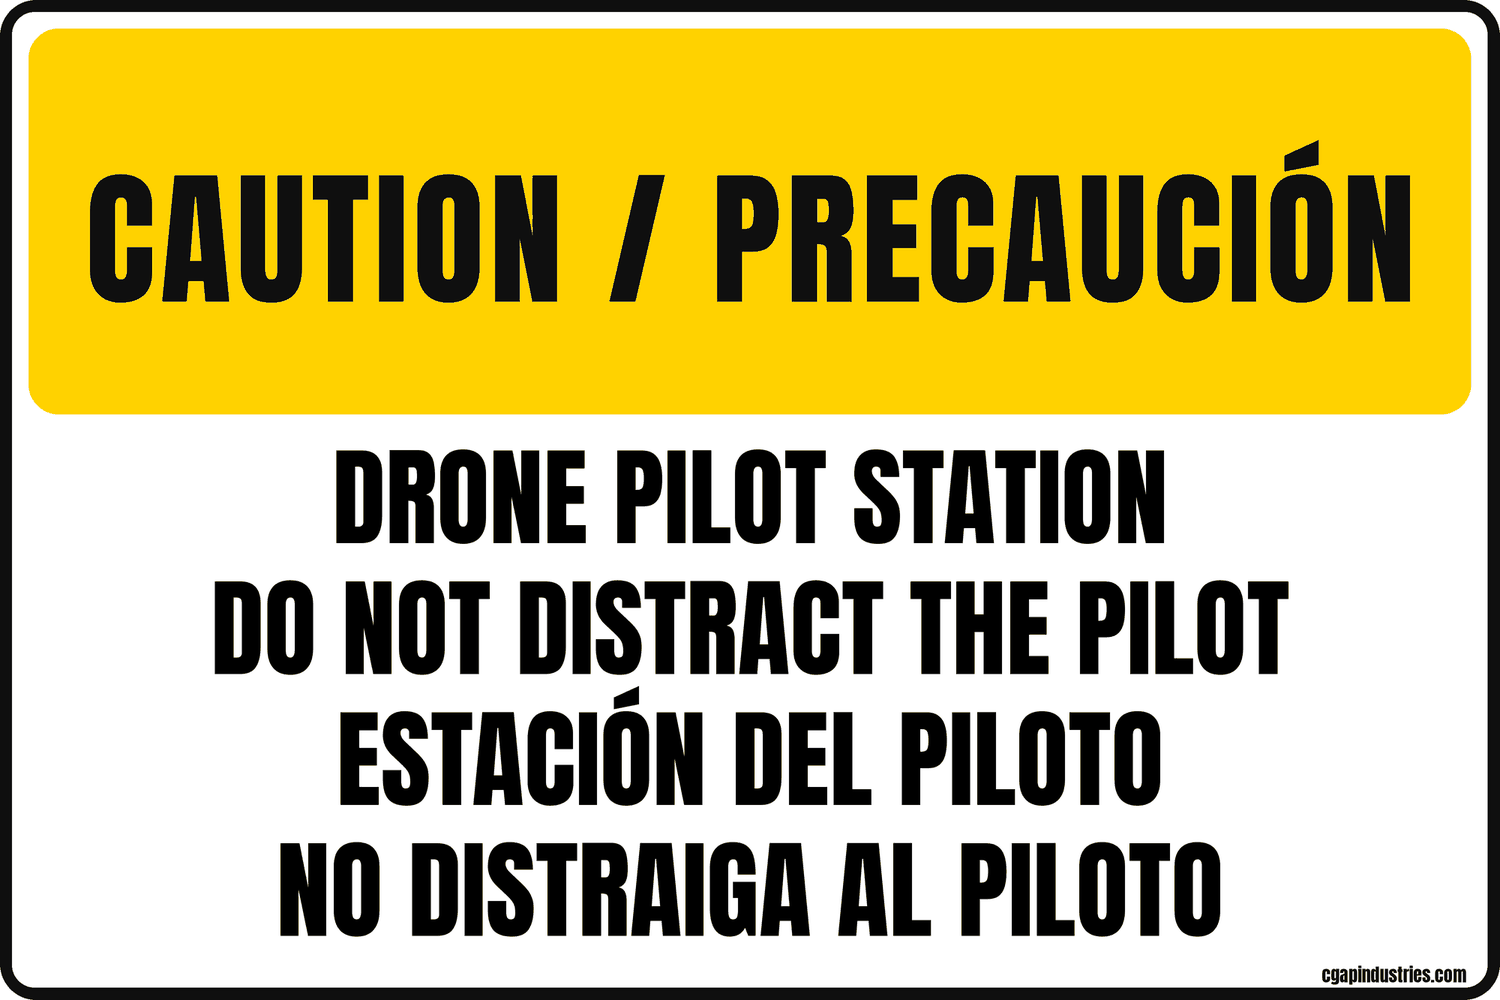 CAUTION / PRECAUCIÓN
DRONE PILOT STATION
DO NOT DISTRACT THE PILOT
ESTACIÓN DEL PILOTO
NO DISTRAIGA AL PILOTO
cgapindustries.com